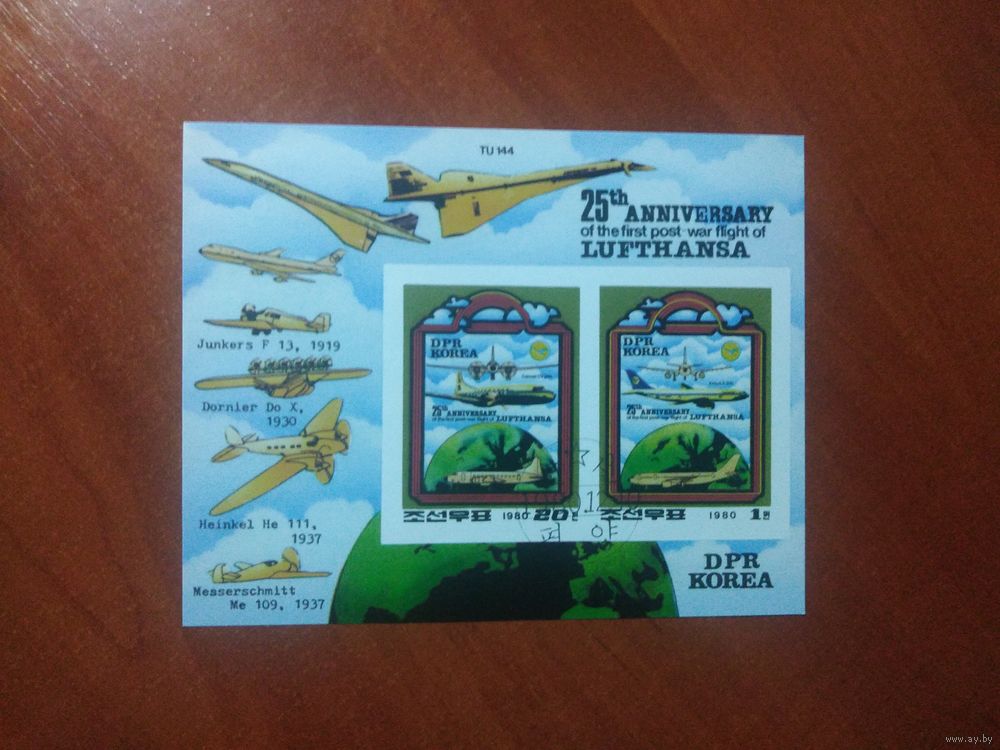 TU 144
25th ANNIVERSARY
of the first post-war flight of
LUFTHANSA
Junkers F 13, 1919
Dornier Do X,
1930
Heinkel He 111,
1937
Messerschmitt
Me 109, 1937
DPR
KOREA
25th ANNIVERSARY
of the first post-war flight of LUFTHANSA
조선우표 1980 20전
DPR
KOREA
25th ANNIVERSARY
of the first post-war flight of LUFTHANSA
조선우표 1980 1원
평양
DPR
KOREA
www.ay.by